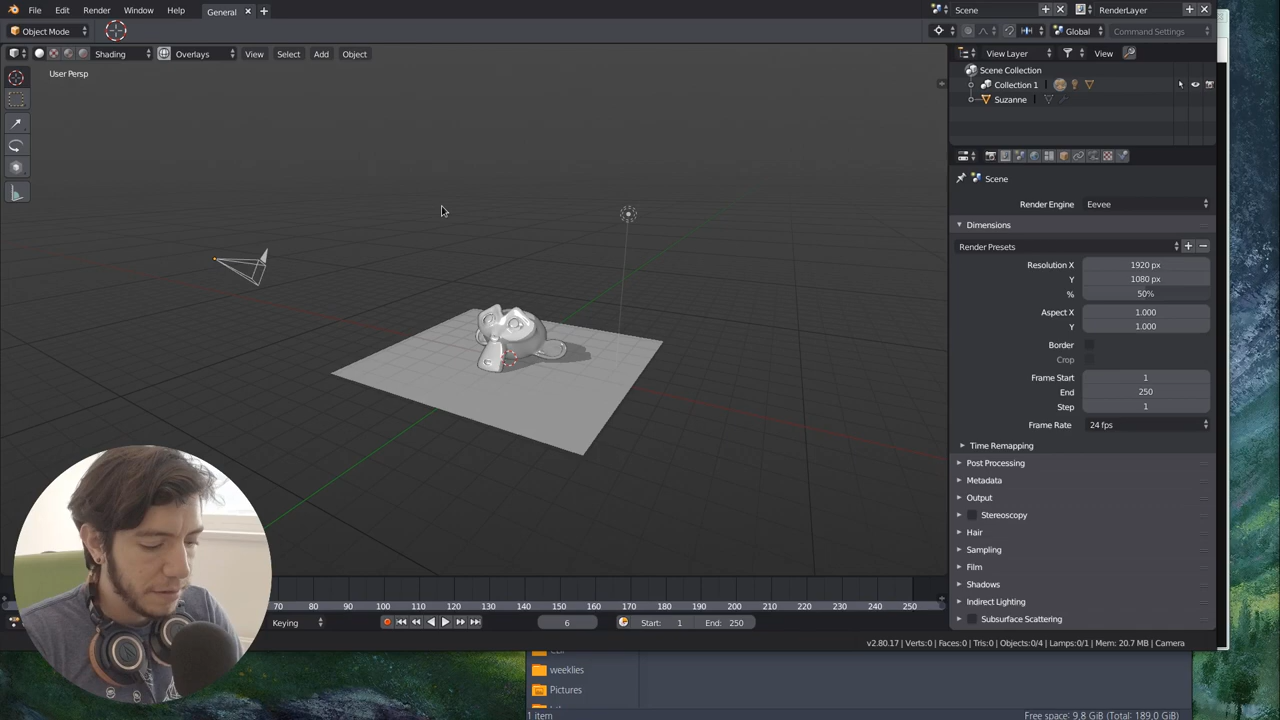 File Edit Render Window Help General Scene RenderLayer
Object Mode Global Command Settings
Shading Overlays View Select Add Object View Layer View
User Persp
Scene Collection
Collection 1
Suzanne
Scene
Render Engine Eevee
Dimensions
Render Presets
Resolution X 1920 px
Y 1080 px
% 50%
Aspect X 1.000
Y 1.000
Border
Crop
Frame Start 1
End 250
Step 1
Frame Rate 24 fps
Time Remapping
Post Processing
Metadata
Output
Stereoscopy
Hair
Sampling
Film
Shadows
Indirect Lighting
Subsurface Scattering
70 80 90 100 110 120 130 140 150 160 170 180 190 200 210 220 230 240 250
Keying 6 Start: 1 End: 250
v2.80.17 | Verts:0 | Faces:0 | Tris:0 | Objects:0/4 | Lamps:0/1 | Mem: 20.7 MB | Camera
weeklies
Pictures
1 item Free space: 9.8 GiB (Total: 189.0 GiB)